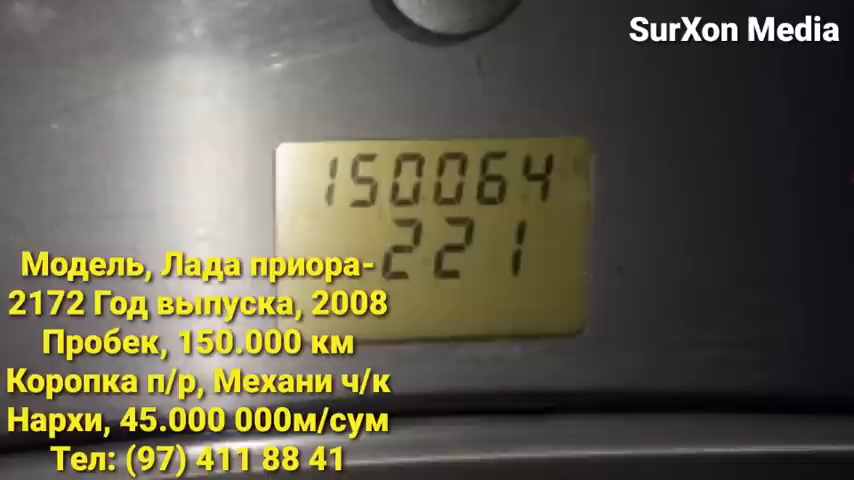 SurXon Media
150064
221
Модель, Лада приора-
2172 Год выпуска, 2008
Пробек, 150.000 км
Коропка п/р, Механи ч/к
Нархи, 45.000 000м/сум
Тел: (97) 411 88 41